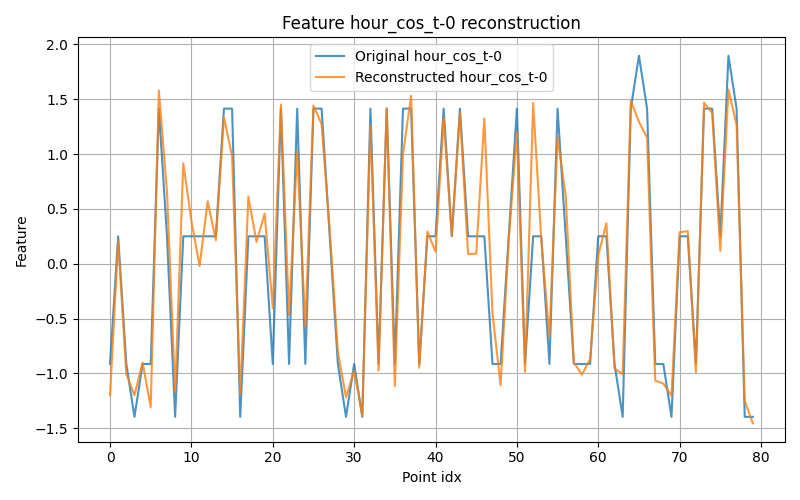 Feature hour_cos_t-0 reconstruction
Original hour_cos_t-0
Reconstructed hour_cos_t-0
Feature
2.0
1.5
1.0
0.5
0.0
−0.5
−1.0
−1.5
0 10 20 30 40 50 60 70 80
Point idx